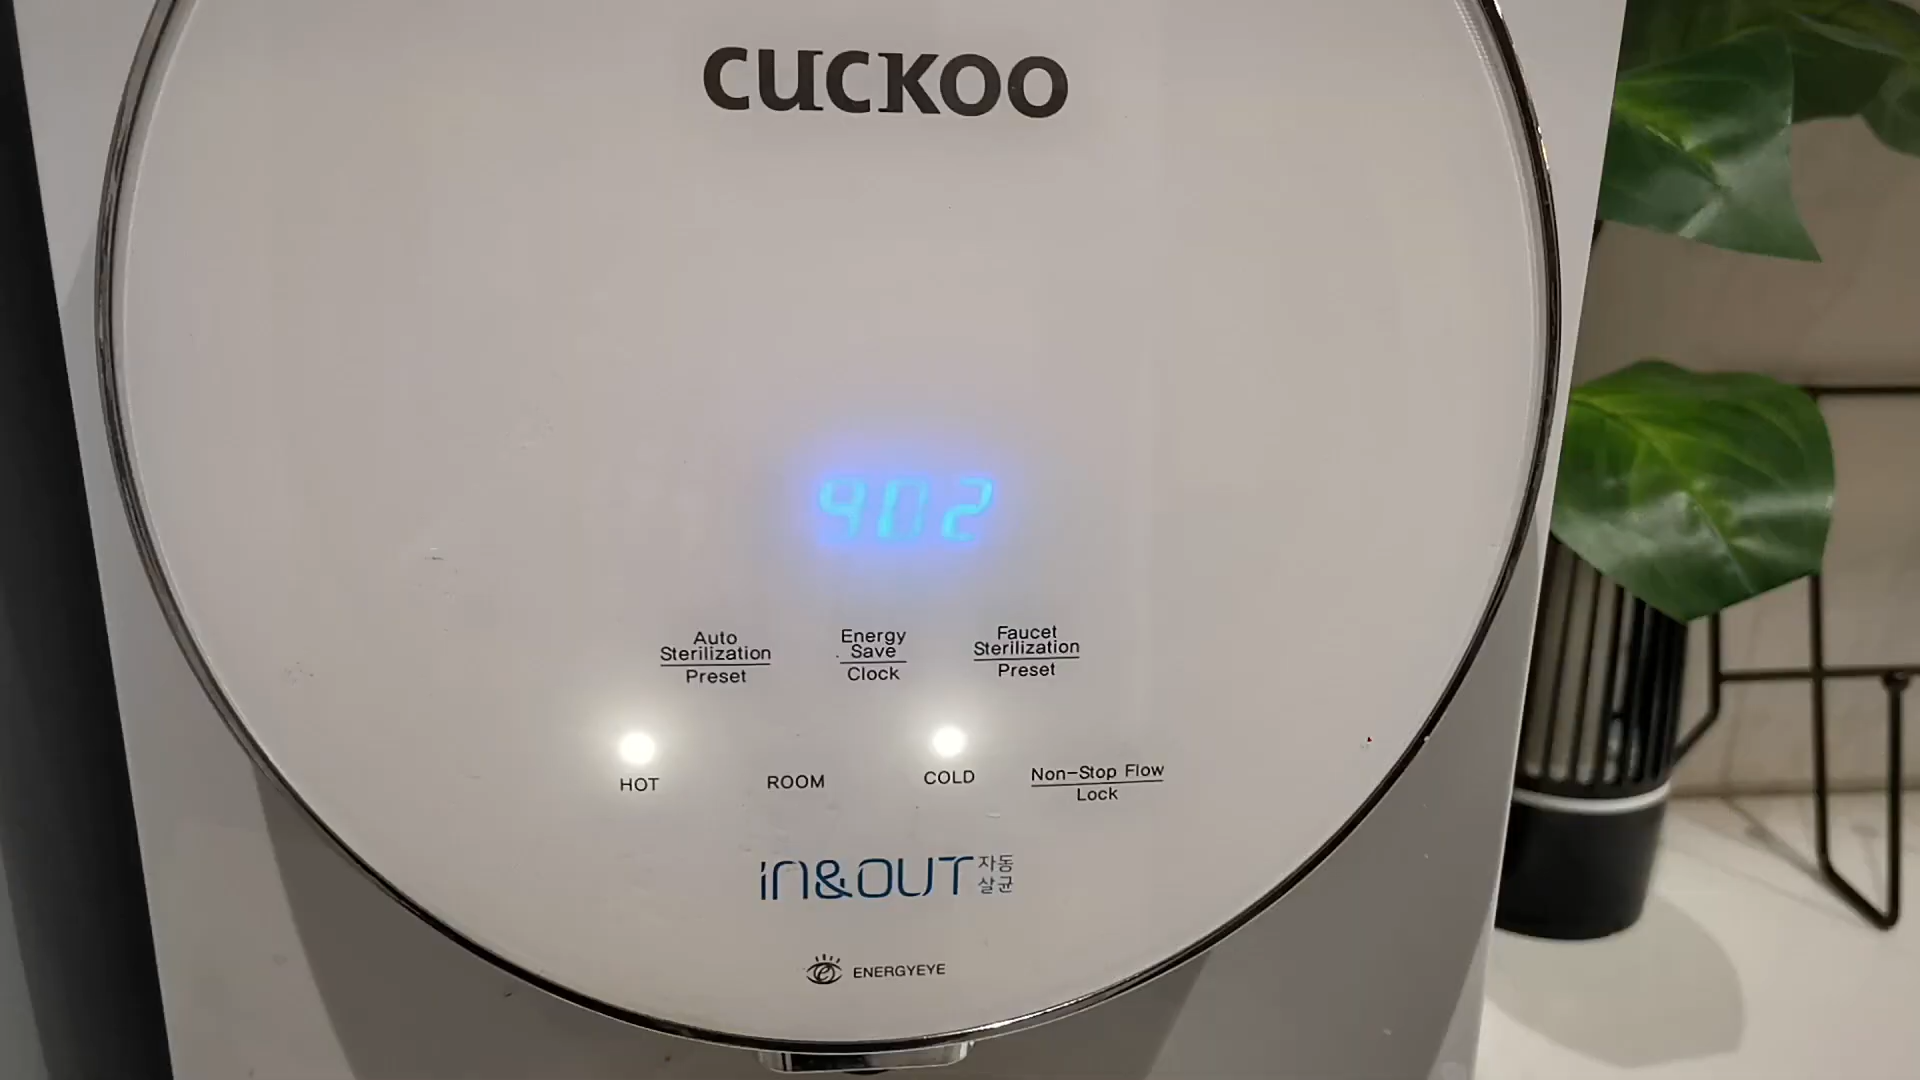 CUCKOO
902
Auto
Sterilization
Preset
Energy
Save
Clock
Faucet
Sterilization
Preset
HOT
ROOM
COLD
Non-Stop Flow
Lock
IN&OUT 자동
살균
ENERGYEYE